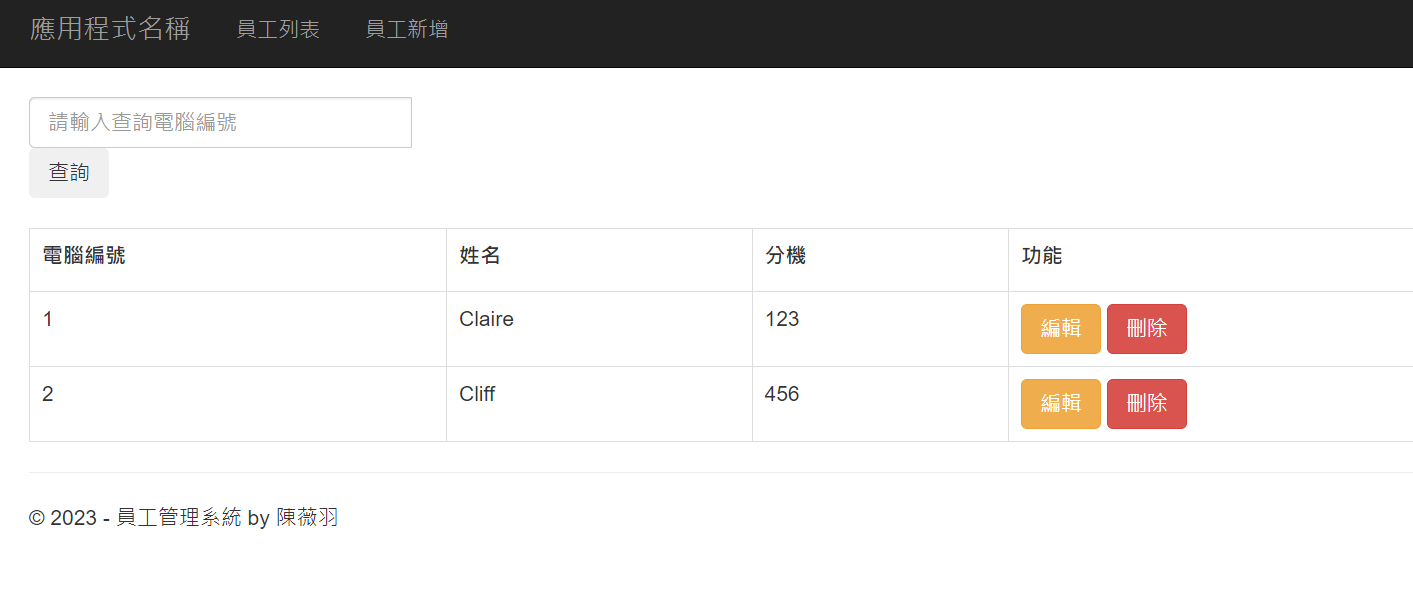 應用程式名稱 員工列表 員工新增
請輸入查詢電腦編號
查詢
電腦編號 姓名 分機 功能
1 Claire 123 編輯 刪除
2 Cliff 456 編輯 刪除
© 2023 - 員工管理系統 by 陳薇羽